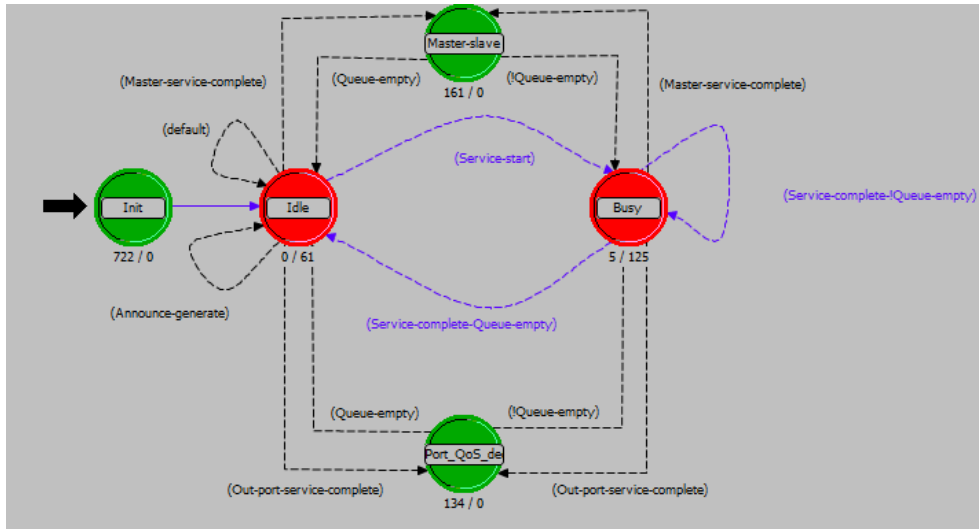 Master-slave
161 / 0
(Master-service-complete)
(Queue-empty)
(!Queue-empty)
(Master-service-complete)
(default)
(Service-start)
Init
722 / 0
Idle
0 / 61
Busy
5 / 125
(Service-complete-!Queue-empty)
(Announce-generate)
(Service-complete-Queue-empty)
(Queue-empty)
(!Queue-empty)
Port_QoS_de
134 / 0
(Out-port-service-complete)
(Out-port-service-complete)